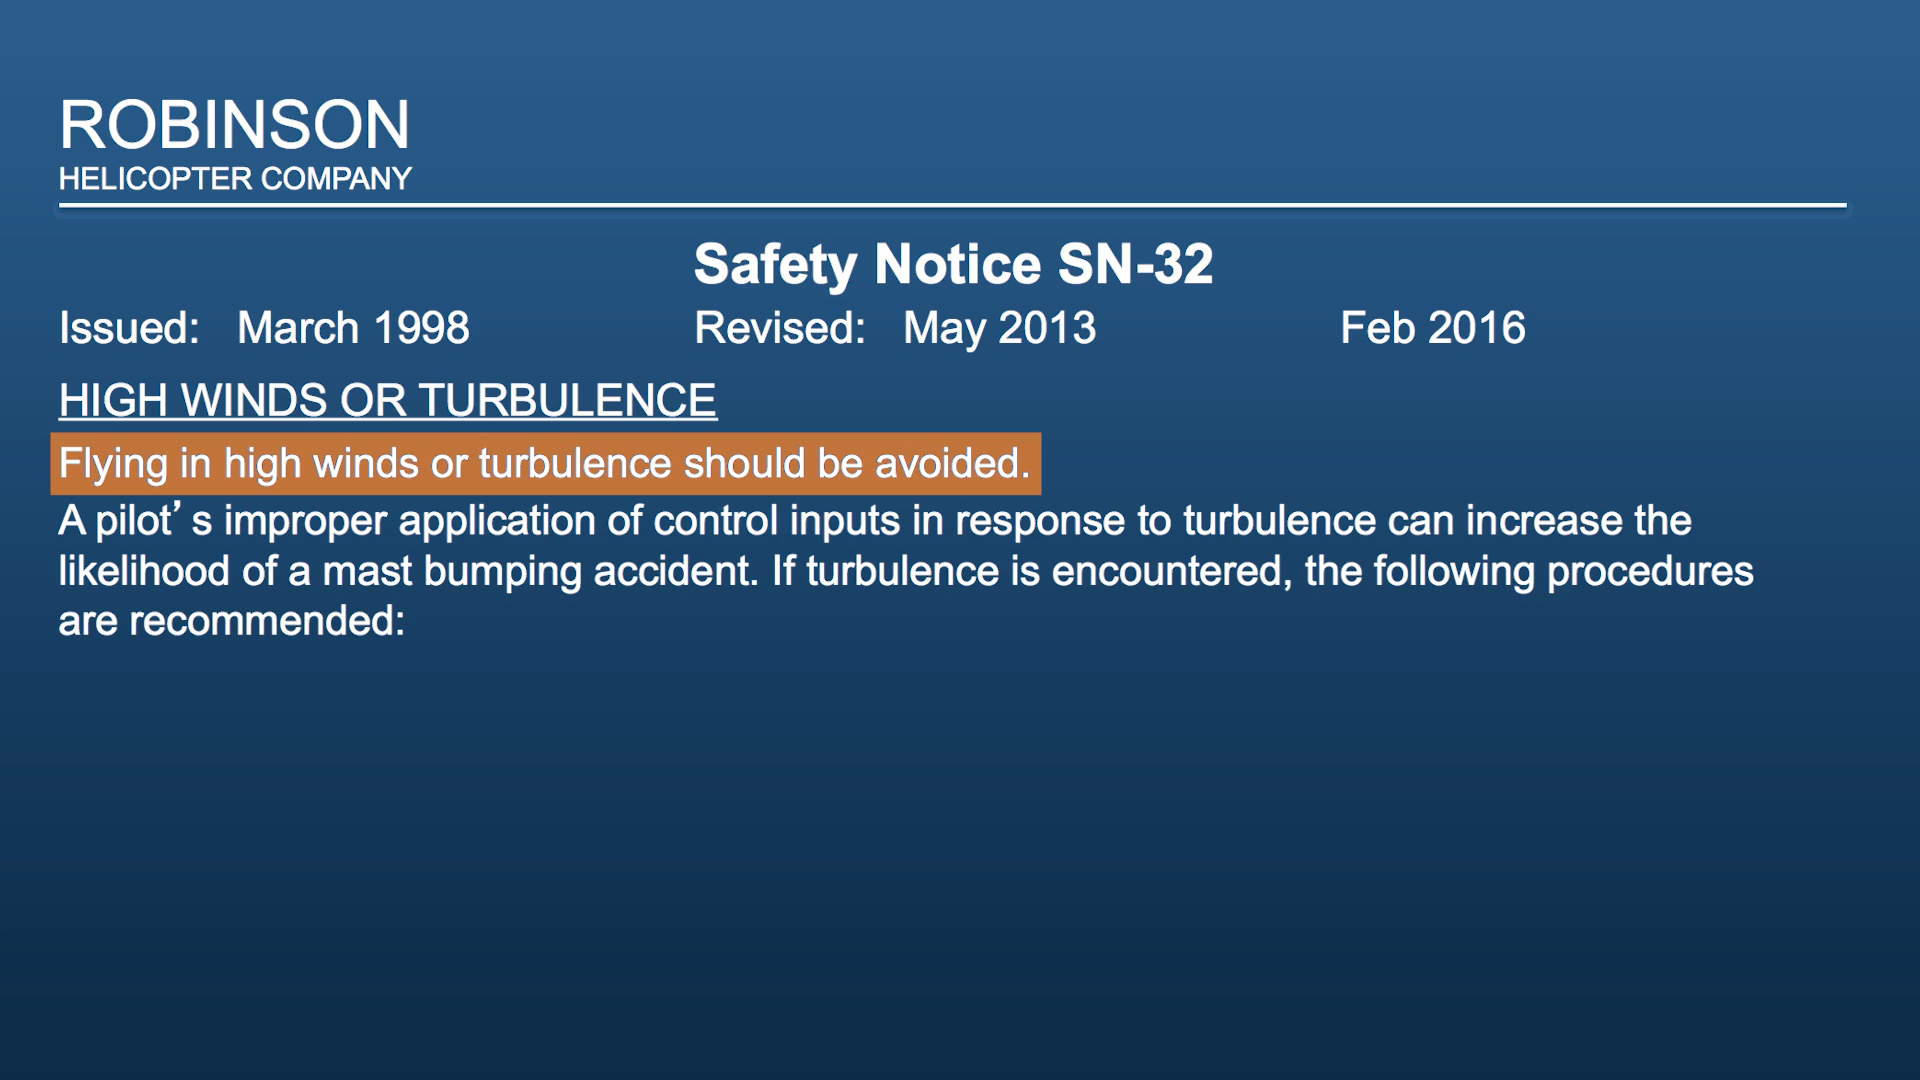 ROBINSON
HELICOPTER COMPANY
Safety Notice SN-32
Issued: March 1998 Revised: May 2013 Feb 2016
HIGH WINDS OR TURBULENCE
Flying in high winds or turbulence should be avoided.
A pilot’s improper application of control inputs in response to turbulence can increase the
likelihood of a mast bumping accident. If turbulence is encountered, the following procedures
are recommended: